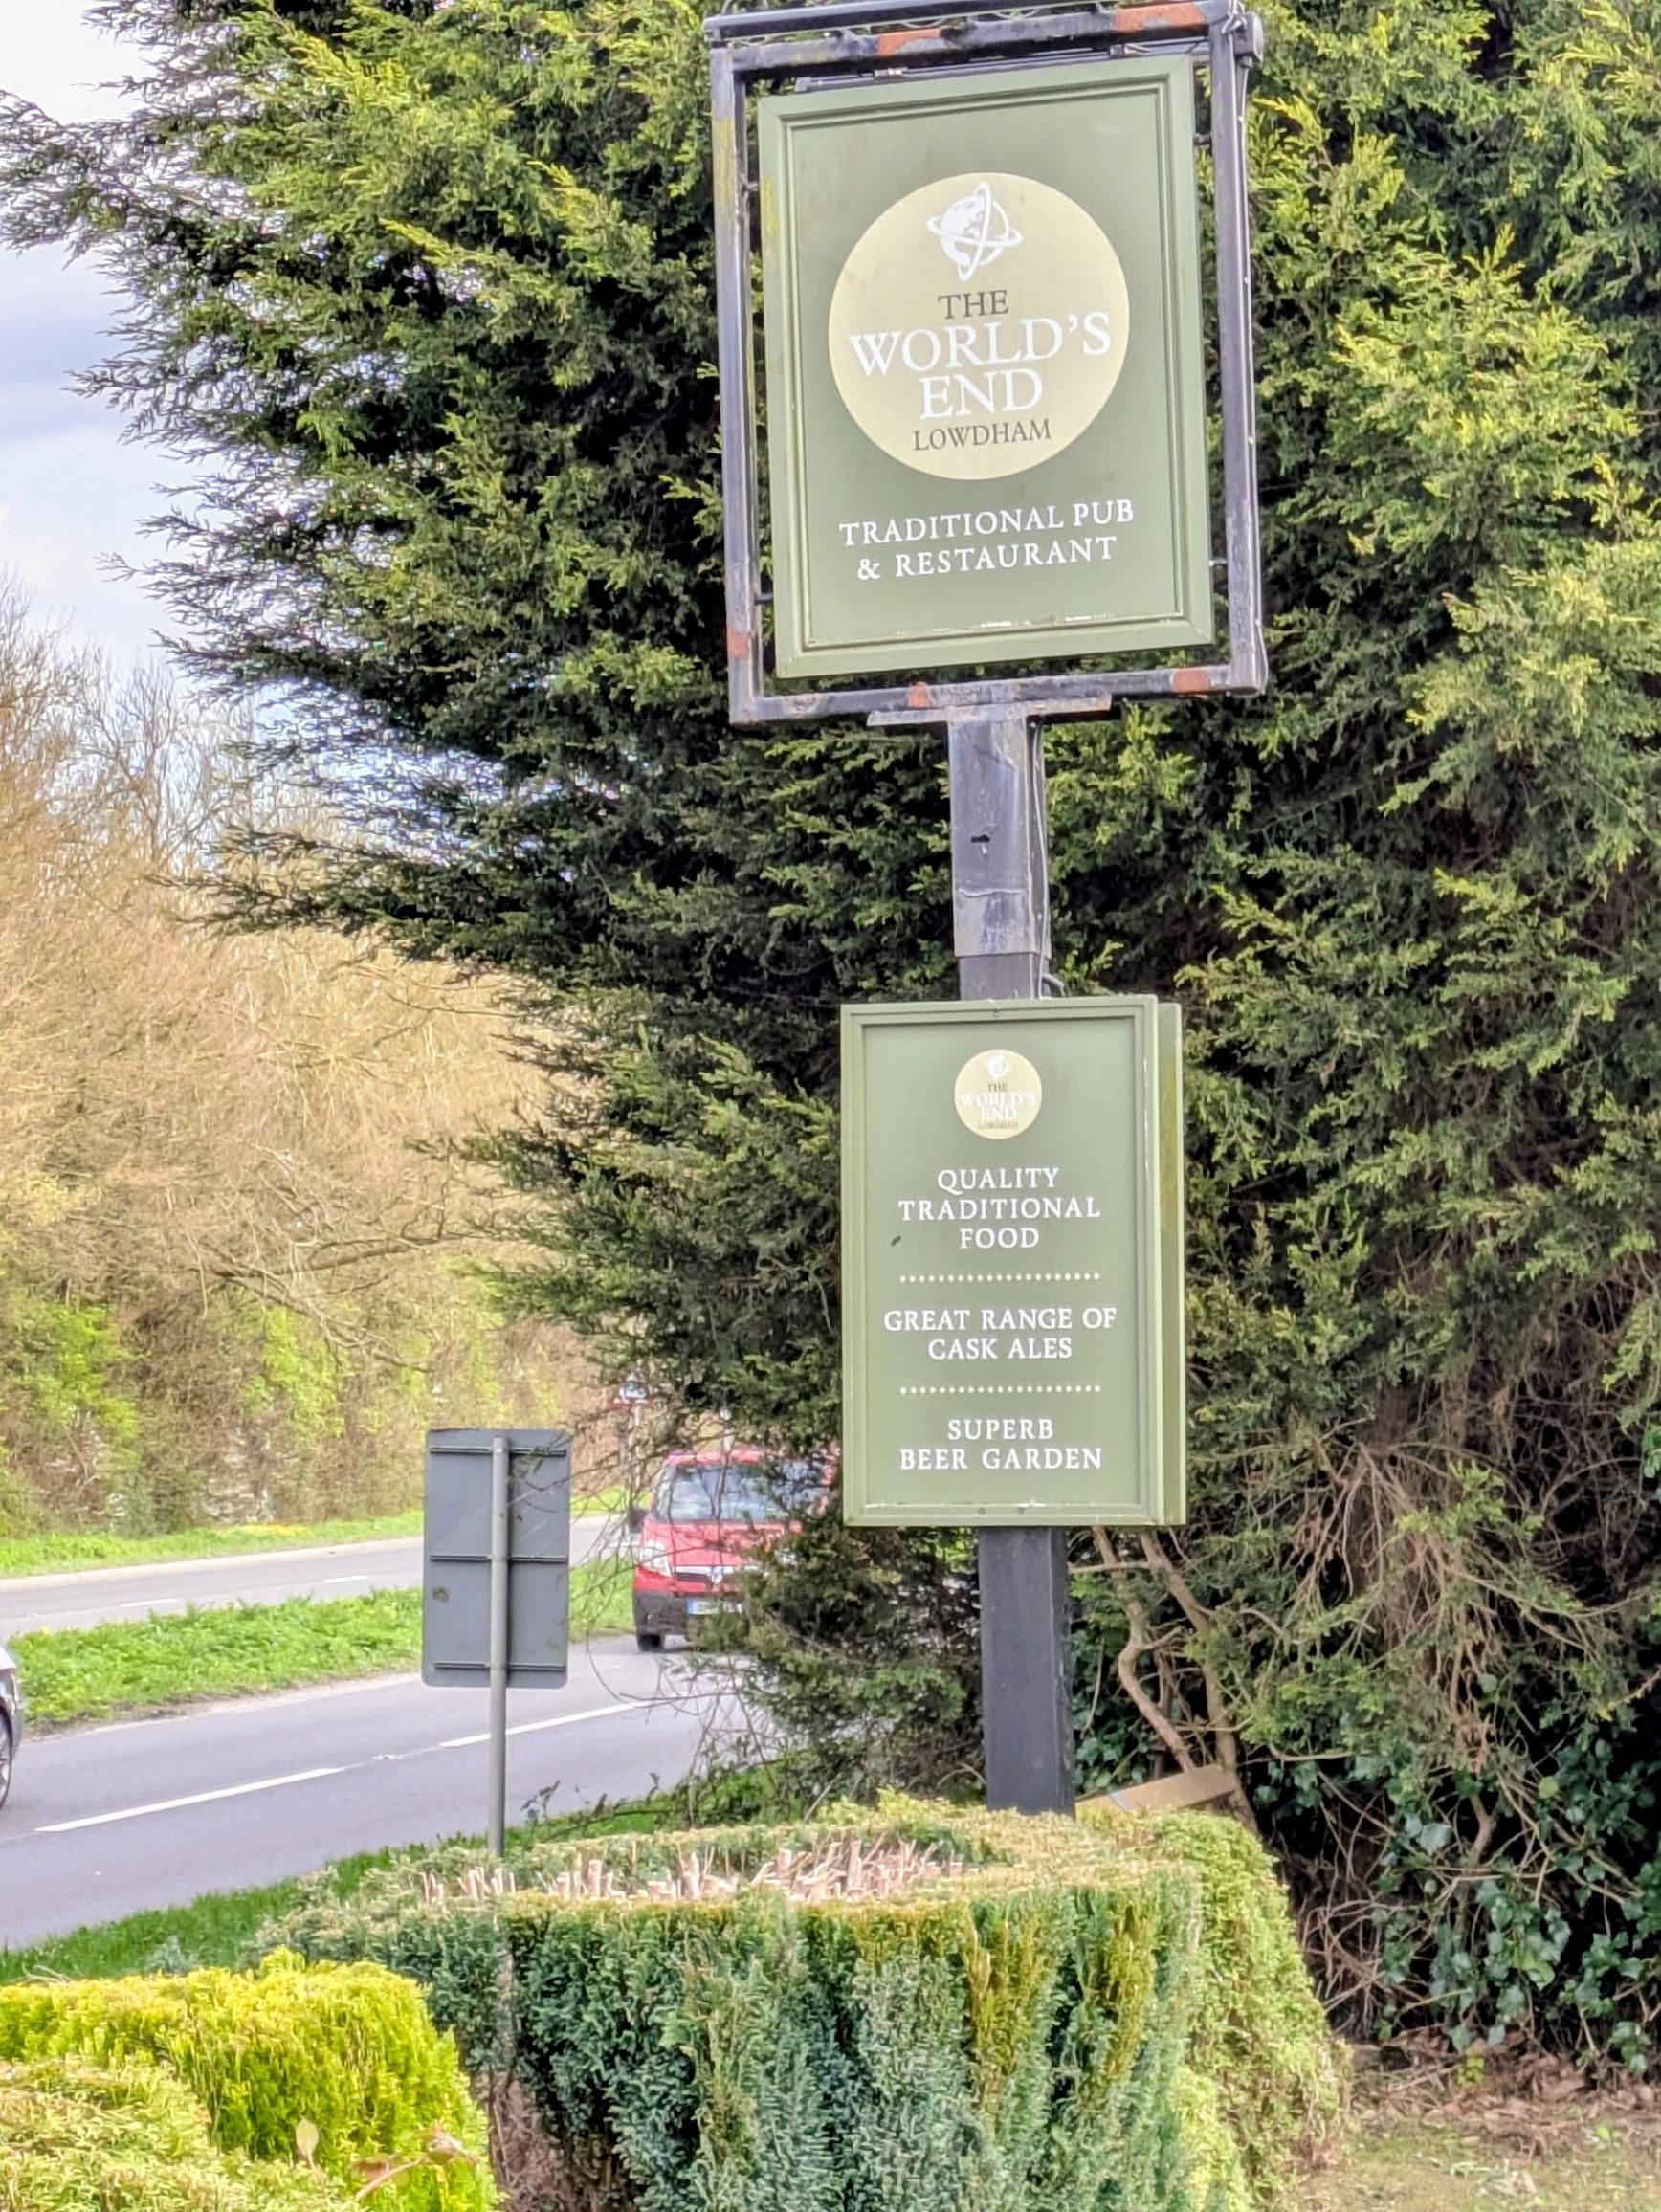 THE
WORLD'S
END
LOWDHAM
TRADITIONAL PUB
& RESTAURANT
THE
WORLD'S
END
LOWDHAM
QUALITY
TRADITIONAL
FOOD
GREAT RANGE OF
CASK ALES
SUPERB
BEER GARDEN